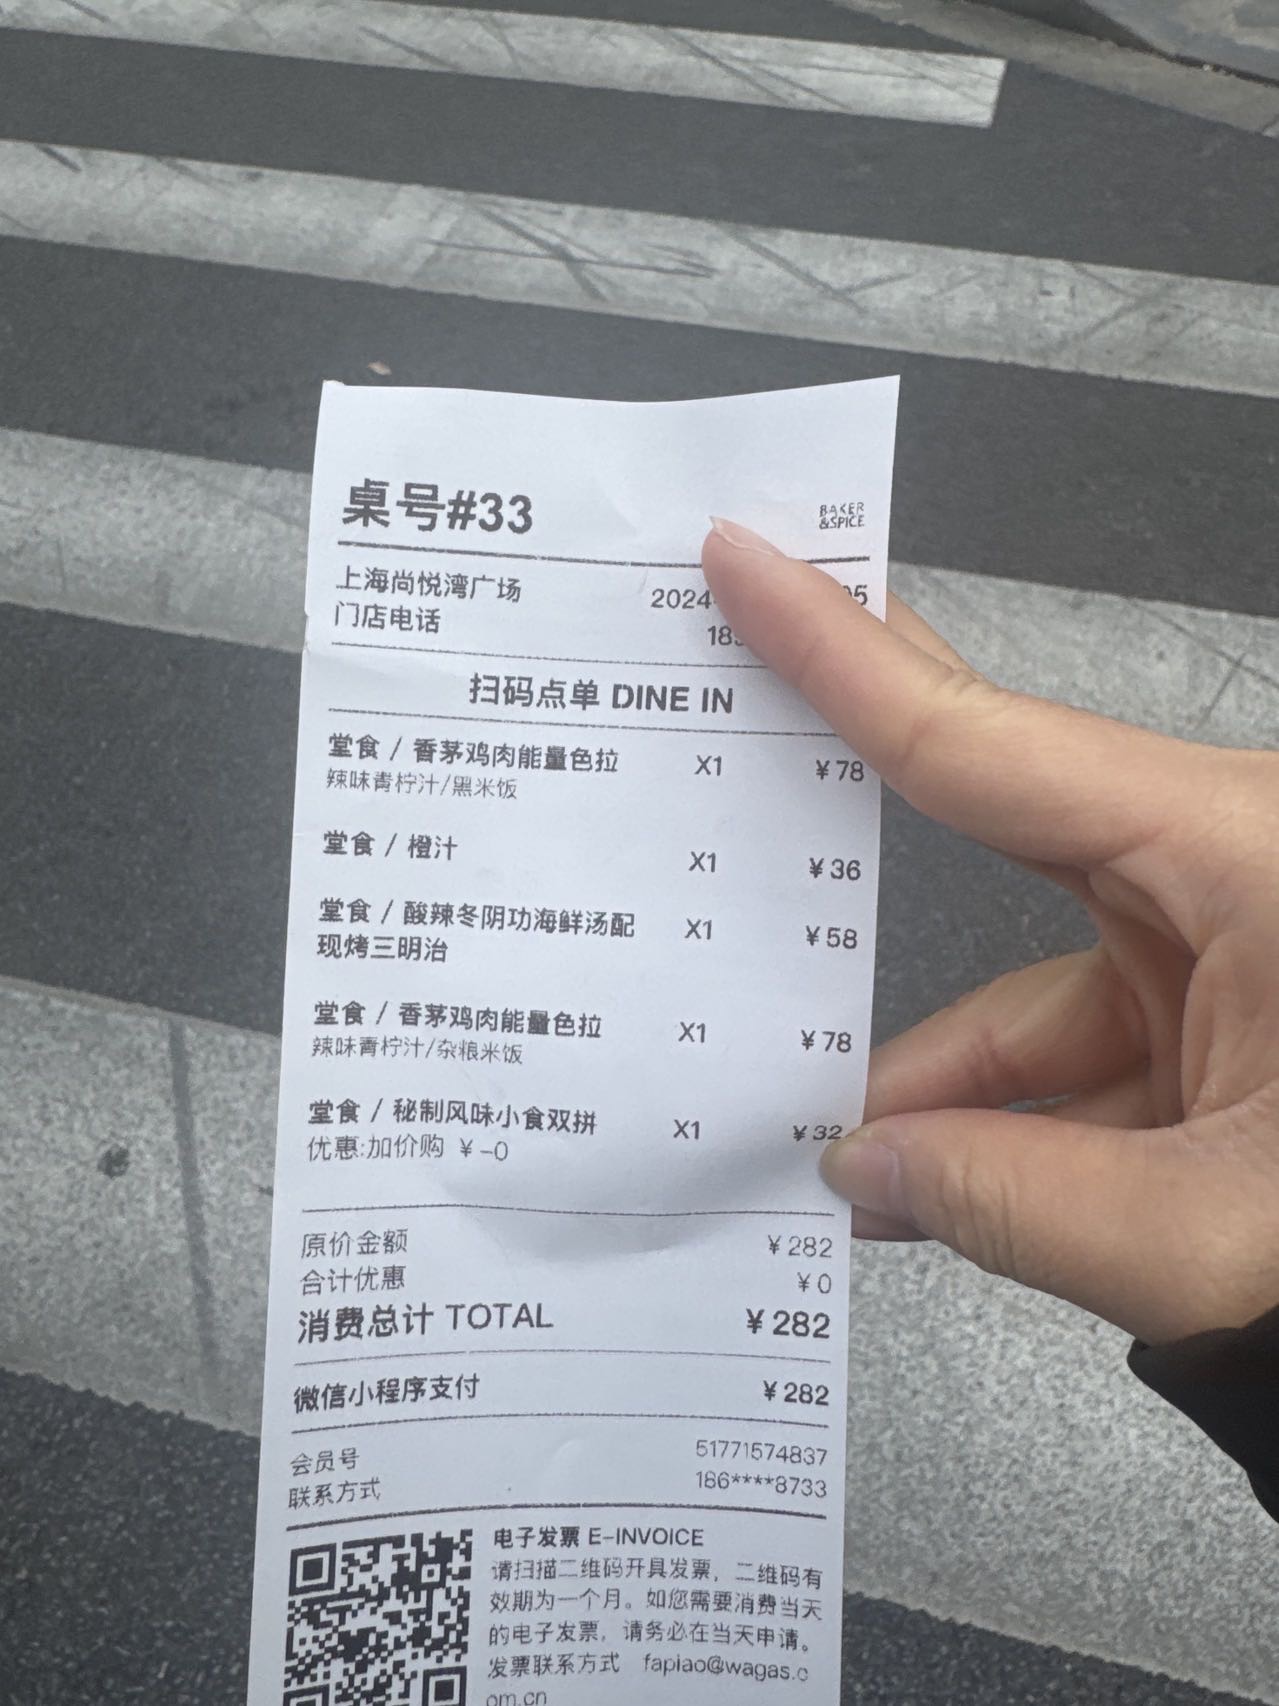 桌号#33
BAKER
&SPICE
上海尚悦湾广场 2024-
门店电话
扫码点单 DINE IN
堂食 / 香茅鸡肉能量色拉 X1 ¥78
辣味青柠汁/黑米饭
堂食 / 橙汁 X1 ¥36
堂食 / 酸辣冬阴功海鲜汤配 X1 ¥58
现烤三明治
堂食 / 香茅鸡肉能量色拉 X1 ¥78
辣味青柠汁/杂粮米饭
堂食 / 秘制风味小食双拼 X1 ¥32
优惠:加价购 ¥-0
原价金额 ¥282
合计优惠 ¥0
消费总计 TOTAL ¥282
微信小程序支付 ¥282
会员号 51771574837
联系方式 186****8733
电子发票 E-INVOICE
请扫描二维码开具发票，二维码有
效期为一个月。如您需要消费当天
的电子发票，请务必在当天申请。
发票联系方式 fapiao@wagas.c
om.cn